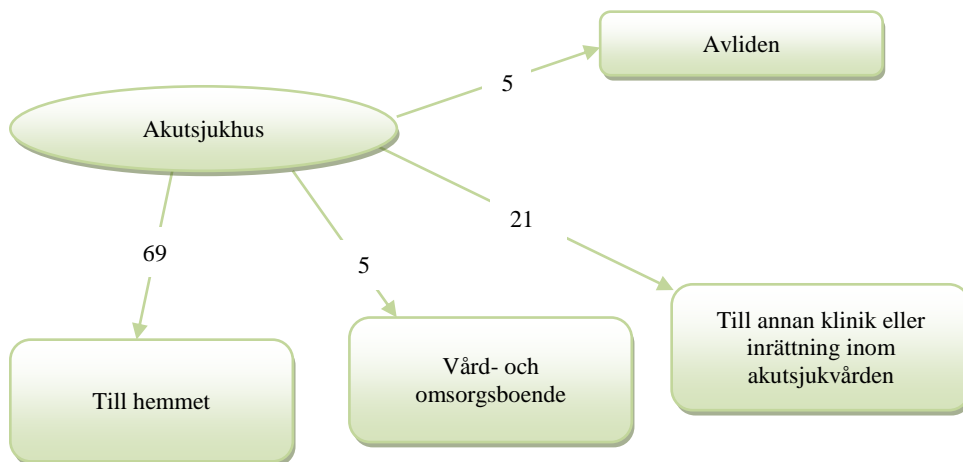 Avliden
5
Akutsjukhus
21
69
5
Till annan klinik eller
inrättning inom
akutsjukvården
Vård- och
omsorgsboende
Till hemmet